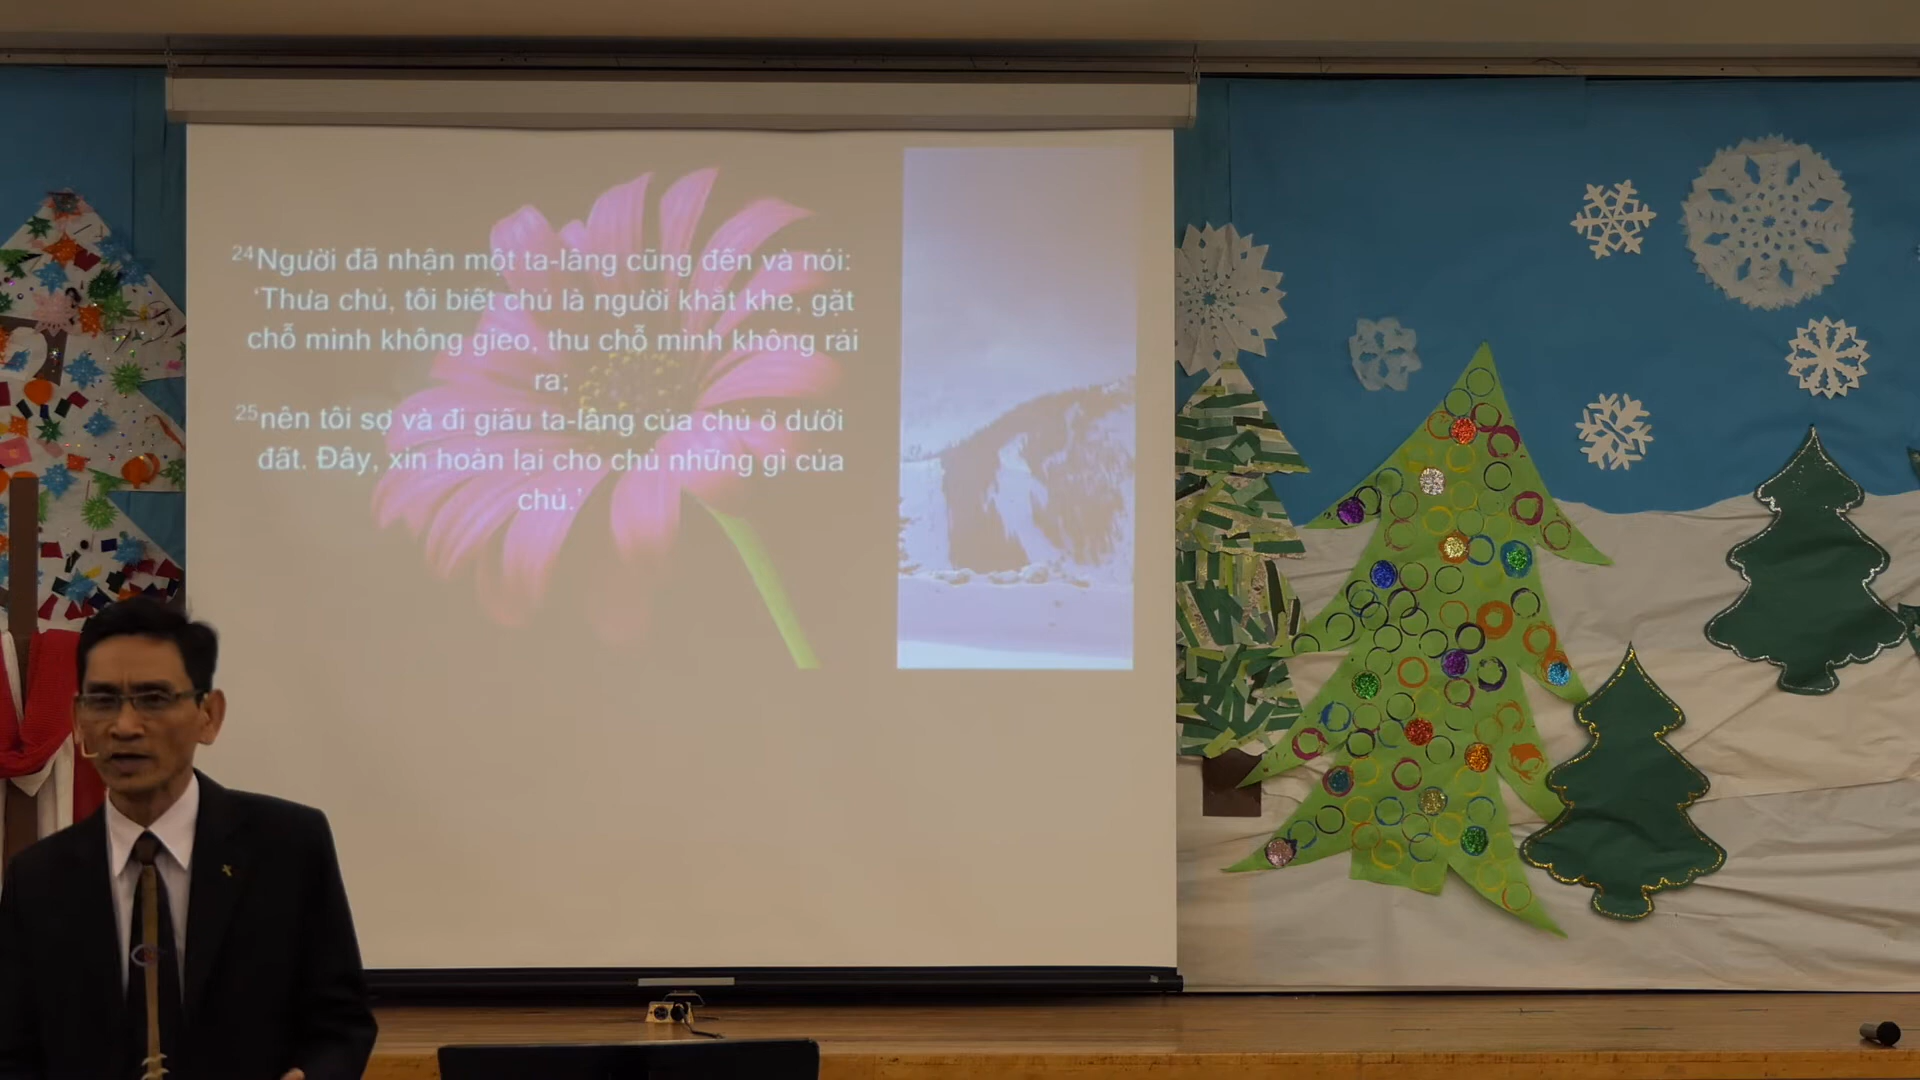 24Người đã nhận một ta-lâng cũng đến và nói:
‘Thưa chủ, tôi biết chủ là người khắt khe, gặt
chỗ mình không gieo, thu chỗ mình không rải
ra;
25nên tôi sợ và đi giấu ta-lâng của chủ ở dưới
đất. Đây, xin hoàn lại cho chủ những gì của
chủ.’